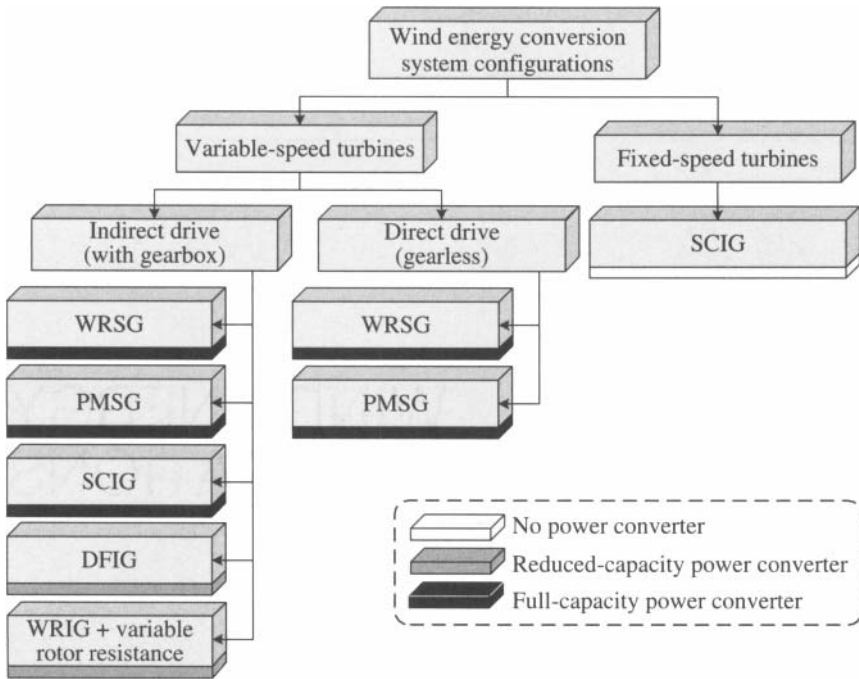 Wind energy conversion
system configurations
Variable-speed turbines
Fixed-speed turbines
Indirect drive
(with gearbox)
Direct drive
(gearless)
SCIG
WRSG
PMSG
SCIG
DFIG
WRIG + variable
rotor resistance
WRSG
PMSG
No power converter
Reduced-capacity power converter
Full-capacity power converter